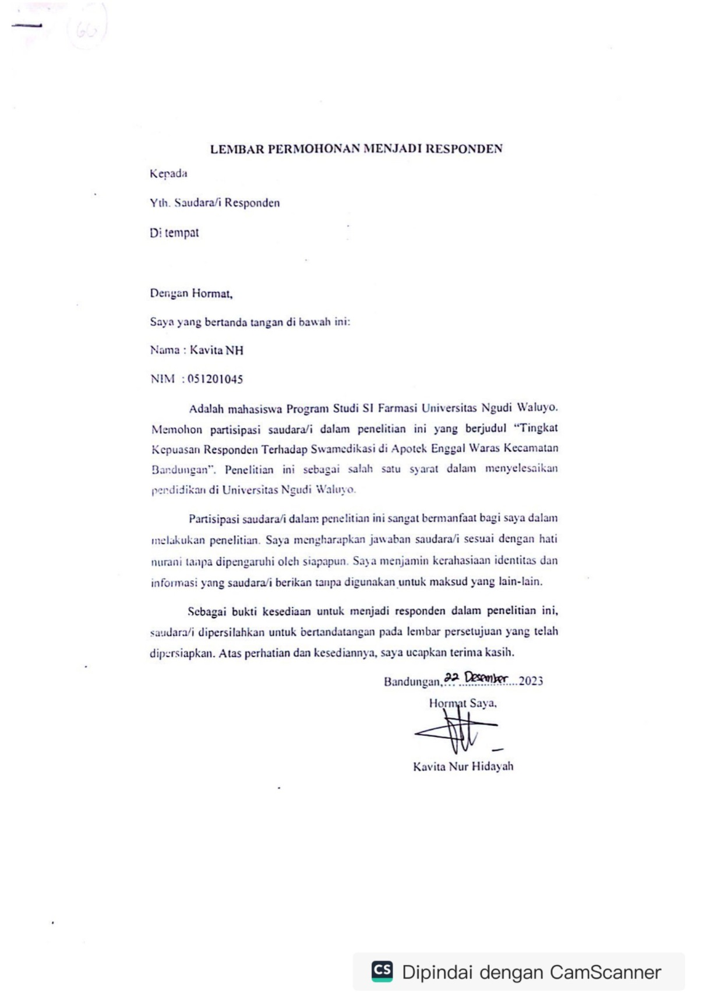 LEMBAR PERMOHONAN MENJADI RESPONDEN
Kepada
Yth. Saudara/i Responden
Di tempat
Dengan Hormat,
Saya yang bertanda tangan di bawah ini:
Nama : Kavita NH
NIM : 051201045
Adalah mahasiswa Program Studi SI Farmasi Universitas Ngudi Waluyo.
Memohon partisipasi saudara/i dalam penelitian ini yang berjudul “Tingkat
Kepuasan Responden Terhadap Swamedikasi di Apotek Enggal Waras Kecamatan
Bandungan”. Penelitian ini sebagai salah satu syarat dalam menyelesaikan
pendidikan di Universitas Ngudi Waluyo.
Partisipasi saudara/i dalam penelitian ini sangat bermanfaat bagi saya dalam
melakukan penelitian. Saya mengharapkan jawaban saudara/i sesuai dengan hati
nurani tanpa dipengaruhi oleh siapapun. Saya menjamin kerahasiaan identitas dan
informasi yang saudara/i berikan tanpa digunakan untuk maksud yang lain-lain.
Sebagai bukti kesediaan untuk menjadi responden dalam penelitian ini,
saudara/i dipersilahkan untuk bertandatangan pada lembar persetujuan yang telah
dipersiapkan. Atas perhatian dan kesediannya, saya ucapkan terima kasih.
Bandungan, 22 Desember 2023
Hormat Saya,
Kavita Nur Hidayah
CS Dipindai dengan CamScanner